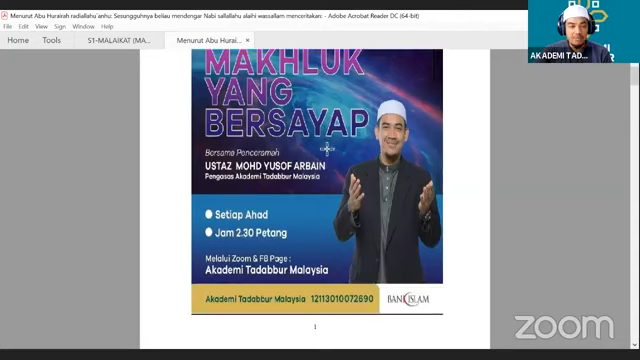 Menurut Abu Hurairah radiallahu`anhu; Sesungguhnya beliau mendengar Nabi sallallahu alaihi wassallam menceritakan: - Adobe Acrobat Reader DC (64-bit)
File Edit View Sign Window Help
Home Tools S1-MALAIKAT (MA... Menurut Abu Hurai... ×
AKADEMI TAD
MAKHLUK
YANG
BERSAYAP
Bersama Penceramah
USTAZ MOHD YUSOF ARBAIN
Pengasas Akademi Tadabbur Malaysia
Setiap Ahad
Jam 2.30 Petang
Melalui Zoom & FB Page :
Akademi Tadabbur Malaysia
Akademi Tadabbur Malaysia 12113010072690 BANK ISLAM
1
zoom